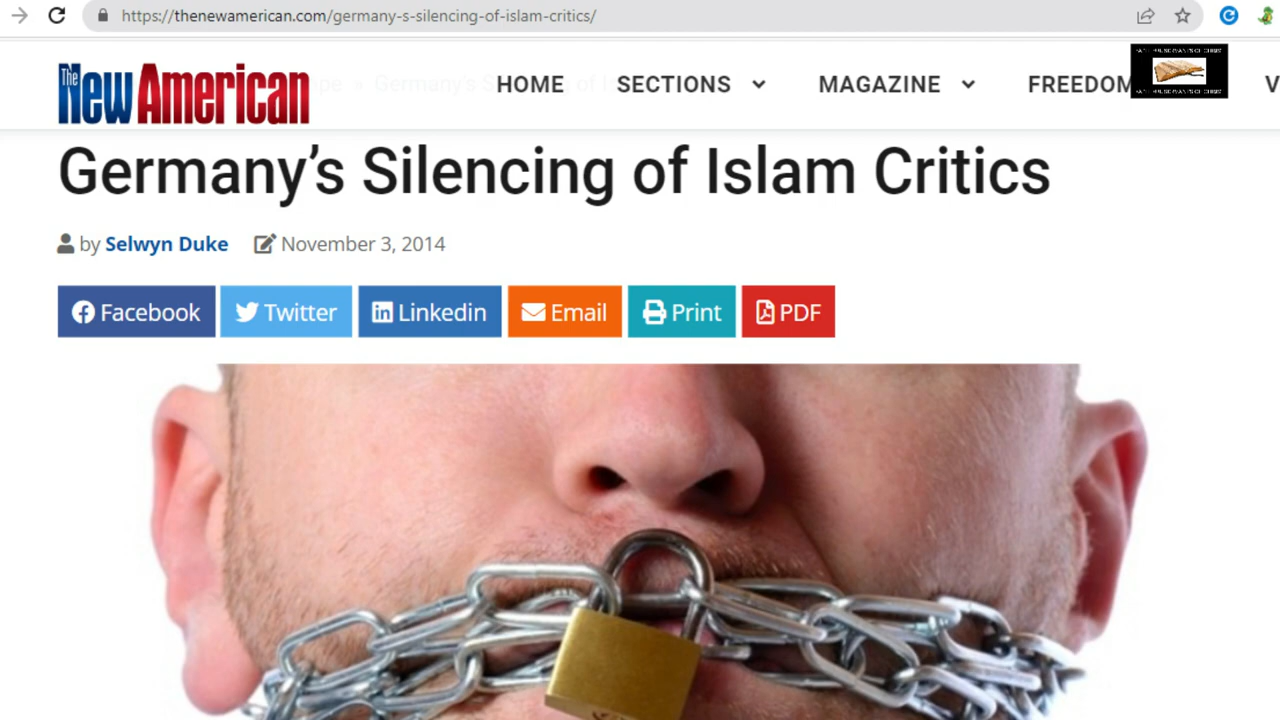 https://thenewamerican.com/germany-s-silencing-of-islam-critics/
The New American
HOME SECTIONS MAGAZINE FREEDOM V
Germany's Silencing of Islam Critics
by Selwyn Duke November 3, 2014
Facebook Twitter Linkedin Email Print PDF